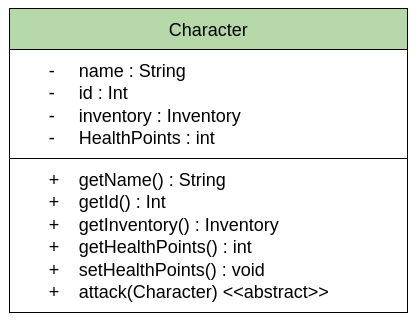 Character
- name : String
- id : Int
- inventory : Inventory
- HealthPoints : int
+ getName() : String
+ getId() : Int
+ getInventory() : Inventory
+ getHealthPoints() : int
+ setHealthPoints() : void
+ attack(Character) <<abstract>>